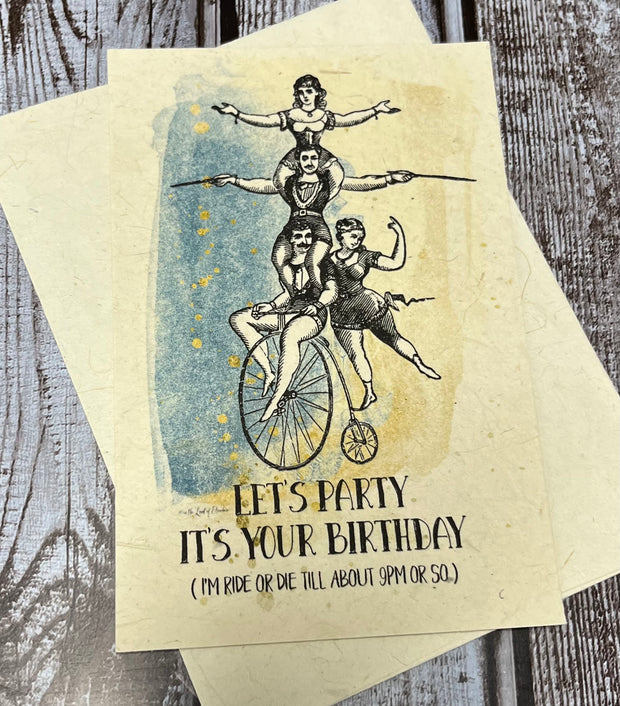 LET'S PARTY
IT'S YOUR BIRTHDAY
( I'M RIDE OR DIE TILL ABOUT 9PM OR SO )